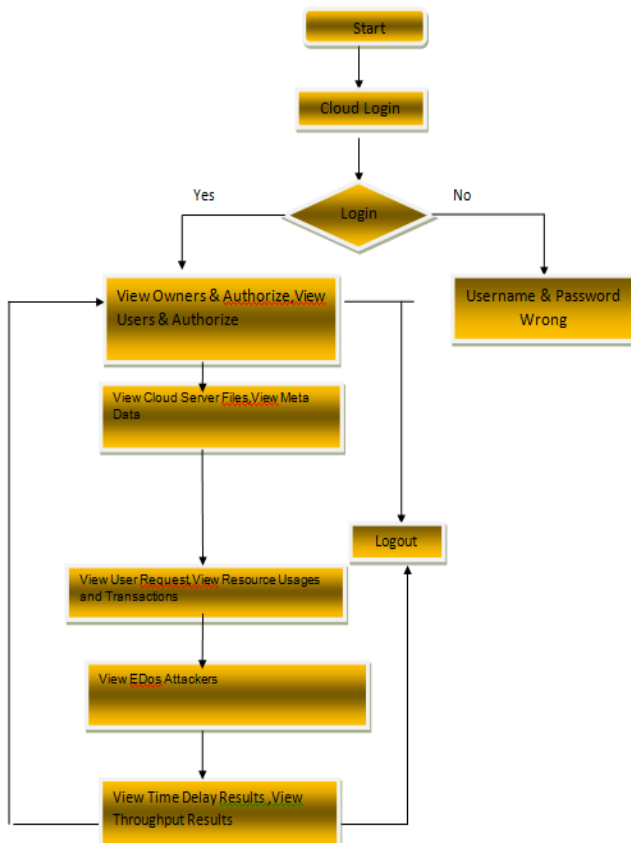 Start
Cloud Login
Login
Yes
No
View Owners & Authorize,View
Users & Authorize
Username & Password
Wrong
View Cloud Server Files,View Meta
Data
Logout
View User Request,View Resource Usages
and Transactions
View EDos Attackers
View Time Delay Results ,View
Throughput Results